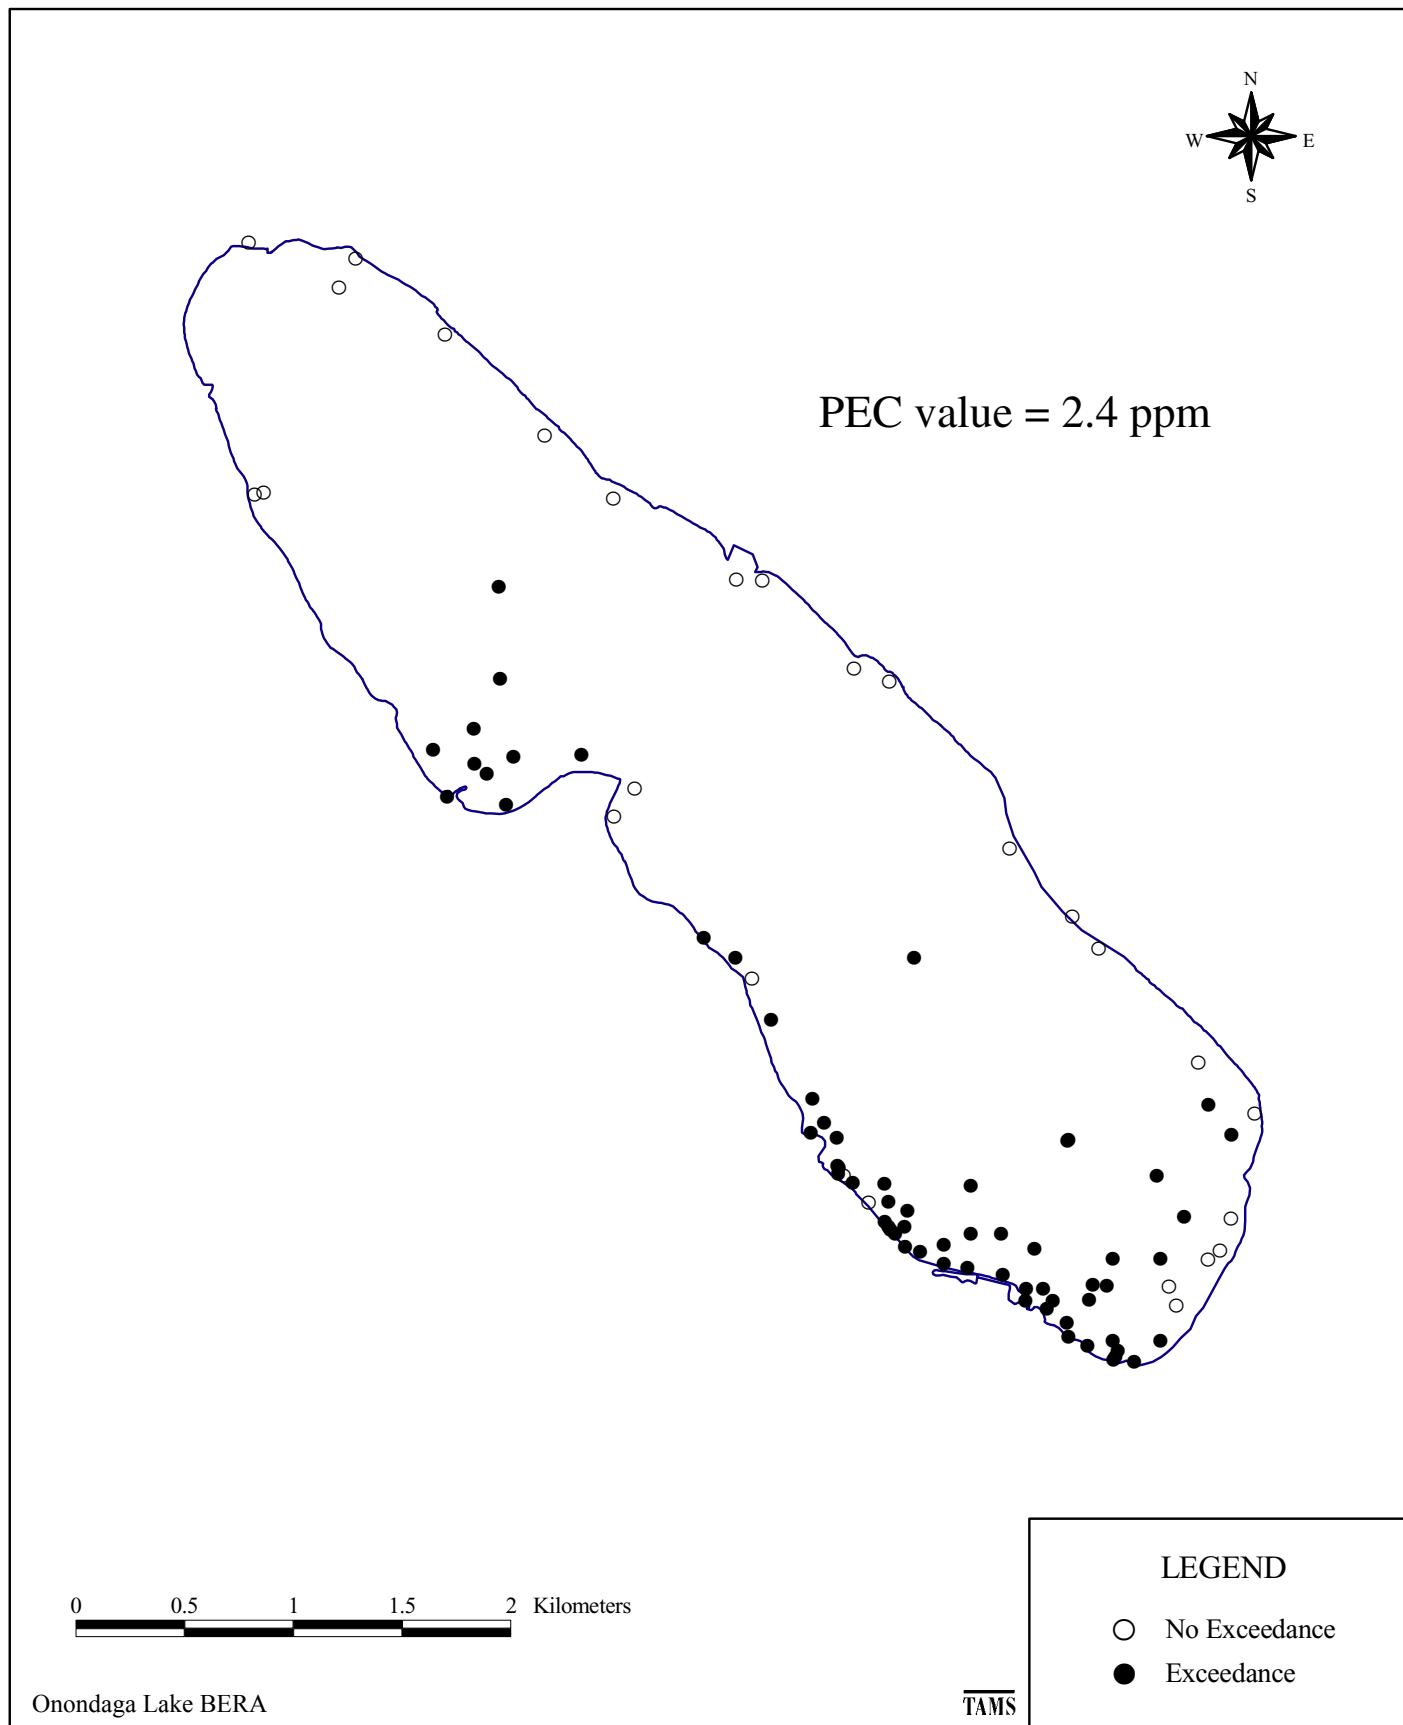 N
W E
S
PEC value = 2.4 ppm
LEGEND
No Exceedance
Exceedance
0 0.5 1 1.5 2 Kilometers
Onondaga Lake BERA
TAMS